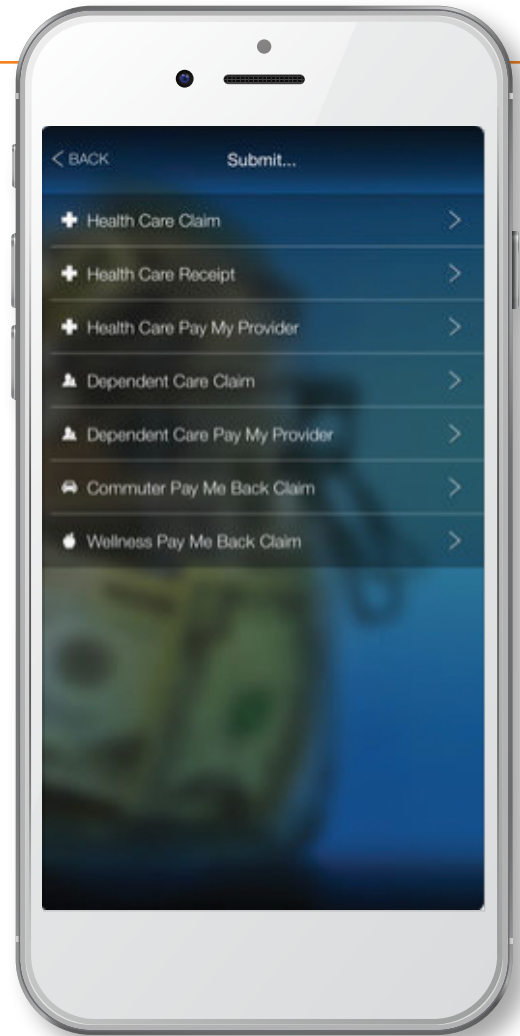 BACK
Submit...
Health Care Claim
Health Care Receipt
Health Care Pay My Provider
Dependent Care Claim
Dependent Care Pay My Provider
Commuter Pay Me Back Claim
Wellness Pay Me Back Claim